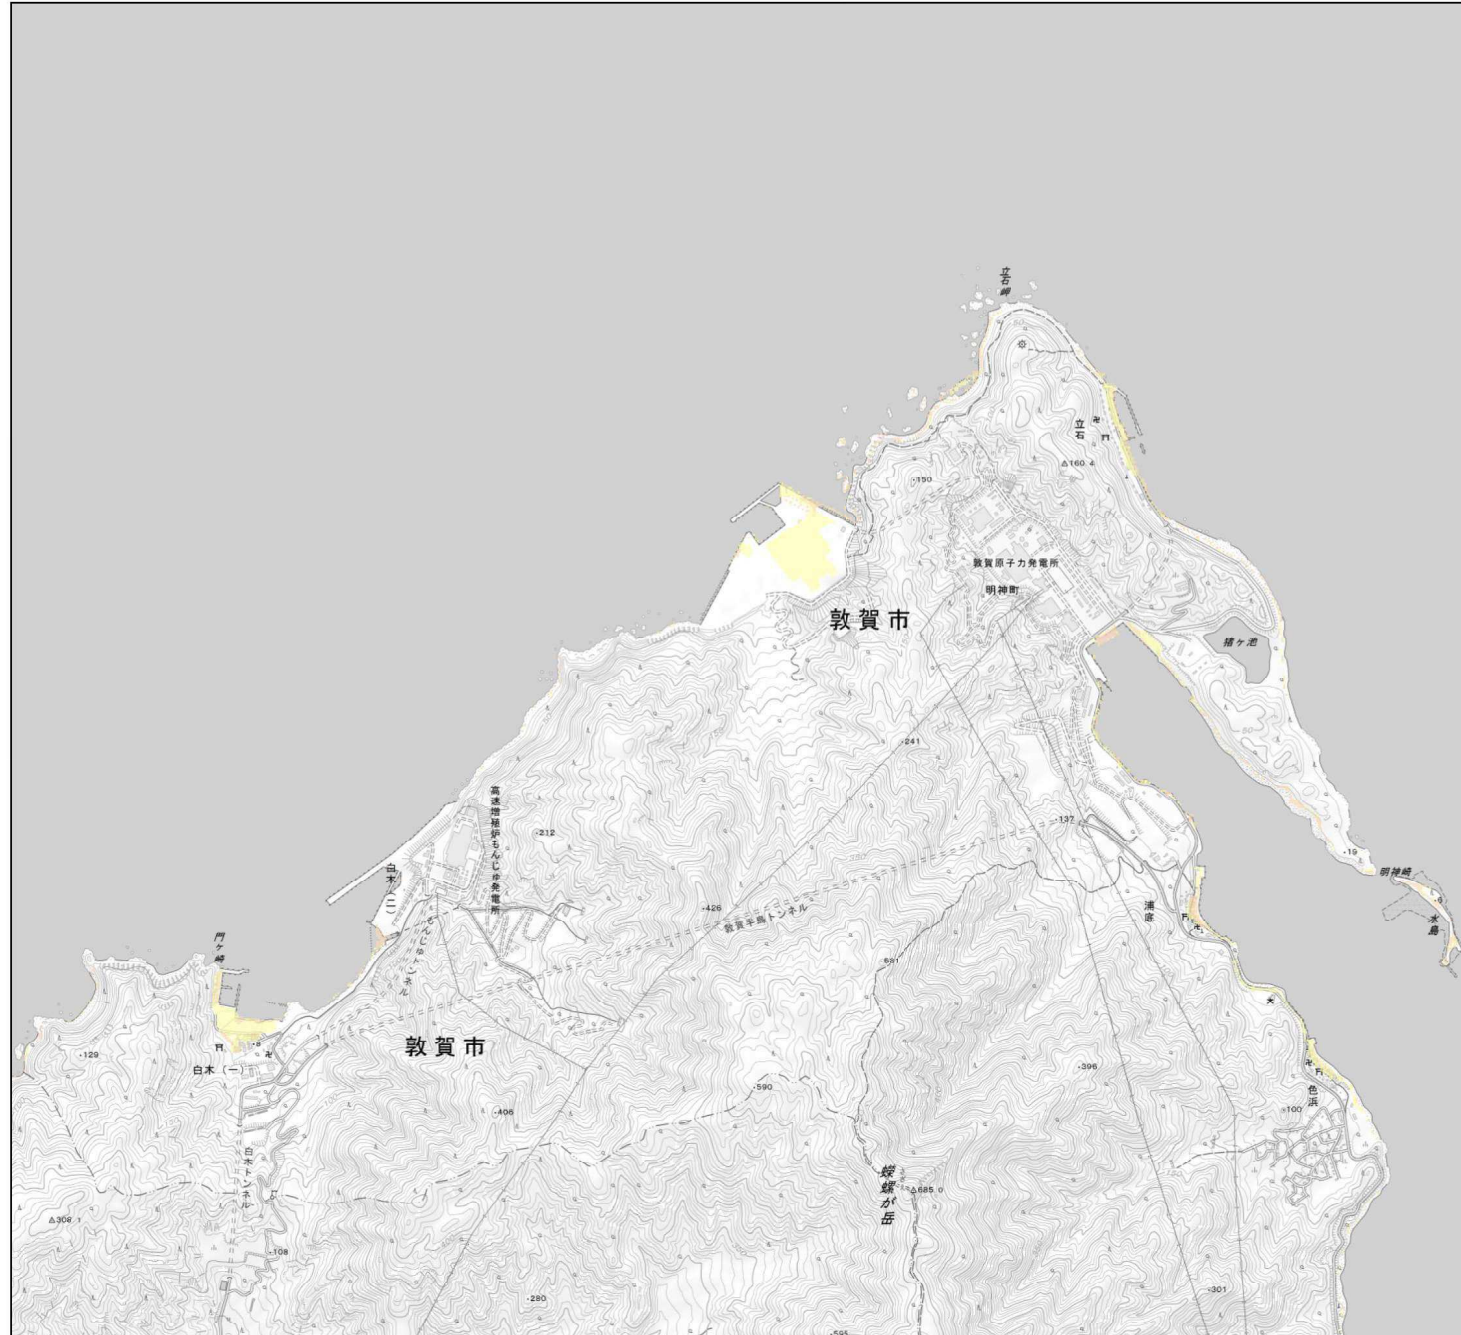 立石岬
立石
△160.4
・150
敦賀原子力発電所
明神町
敦賀市
猪ケ池
60
・241
高速増殖炉もんじゅ発電所
・212
・137
・19
明神崎
水島
白木(二)
・426
敦賀半島トンネル
浦底
もんじゅトンネル
門ケ崎
敦賀市
・129
・8
白木(一)
・396
・590
・406
色浜
・100
白木トンネル
蠑螺が岳
△685.0
△308.1
・108
・280
・301